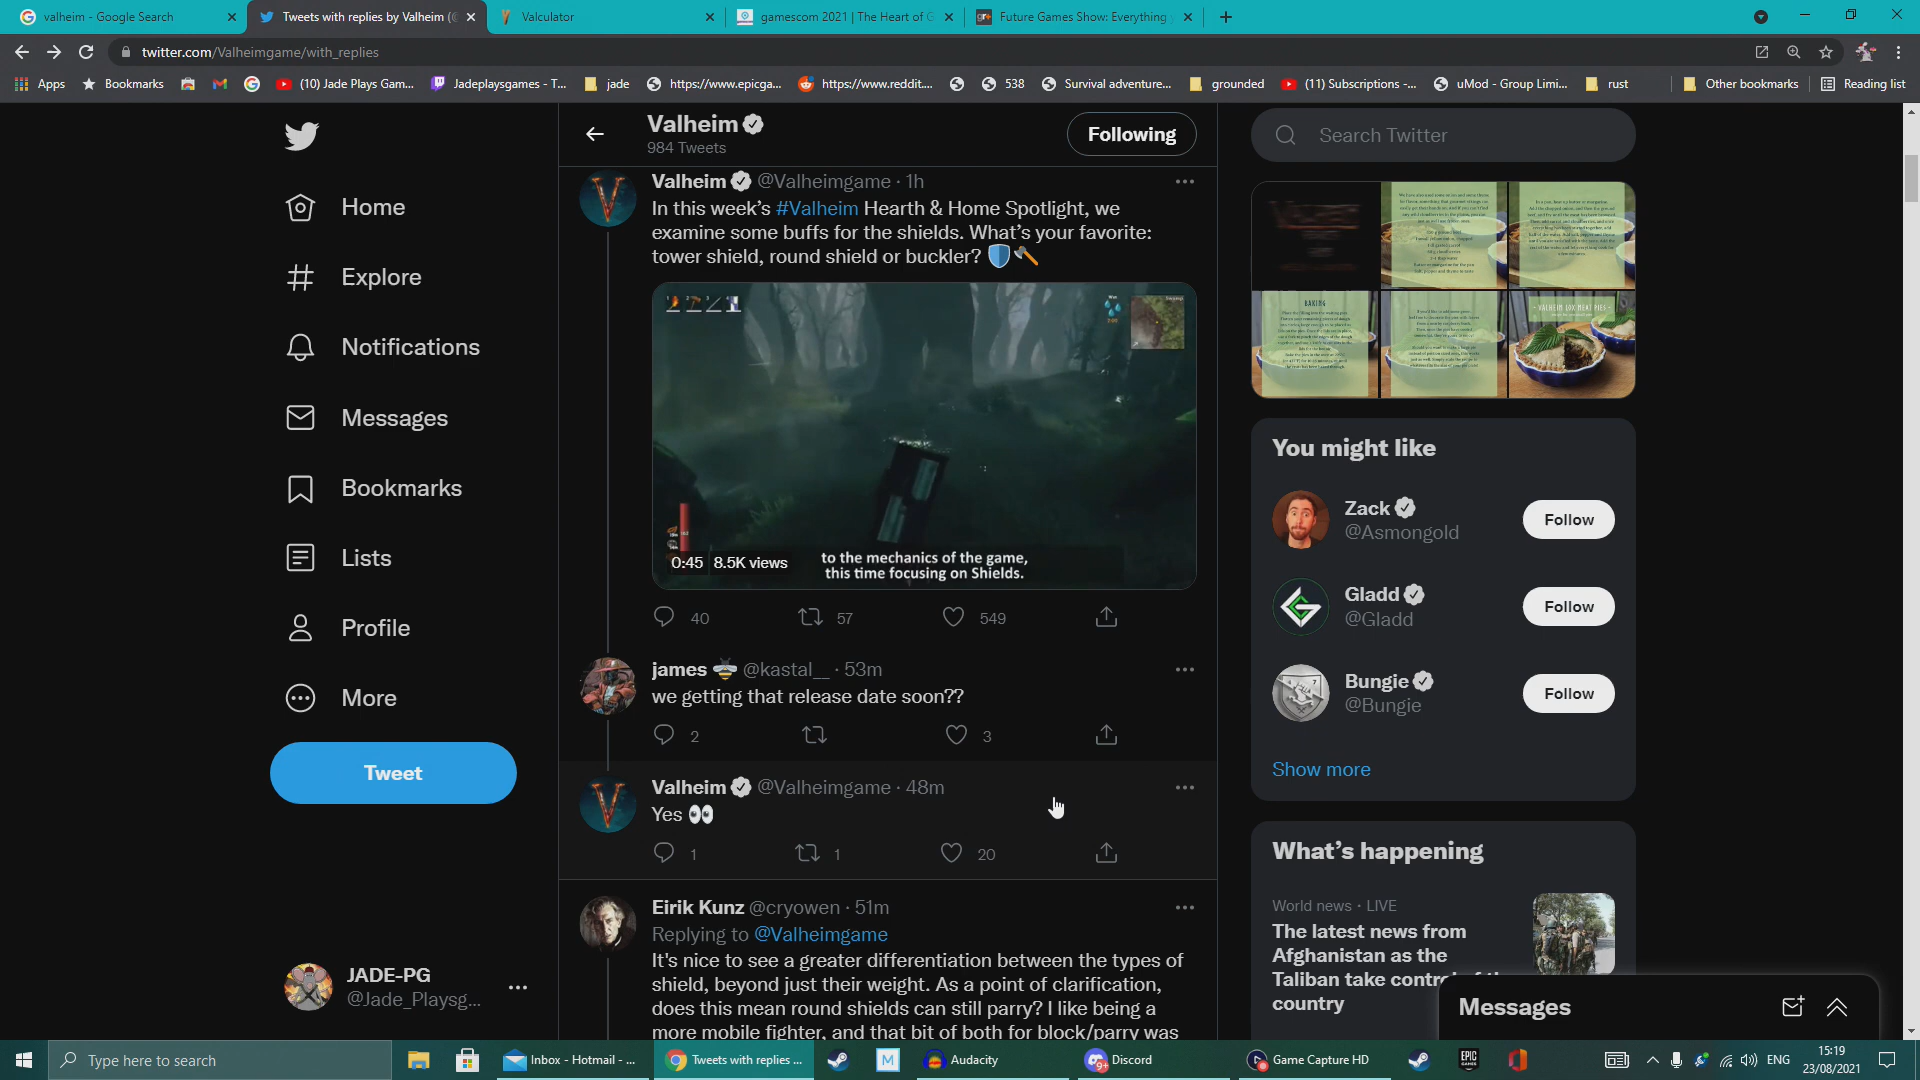 valheim - Google Search
Tweets with replies by Valheim (@
Valculator
gamescom 2021 | The Heart of G
Future Games Show: Everything
twitter.com/Valheimgame/with_replies
Apps
Bookmarks
(10) Jade Plays Gam...
Jadeplaysgames - T...
jade
https://www.epicga...
https://www.reddit....
538
Survival adventure...
grounded
(11) Subscriptions -...
uMod - Group Limi...
rust
Other bookmarks
Reading list
Home
Explore
Notifications
Messages
Bookmarks
Lists
Profile
More
Tweet
JADE-PG
@Jade_Playsg...
Valheim
984 Tweets
Following
Valheim @Valheimgame · 1h
In this week's #Valheim Hearth & Home Spotlight, we
examine some buffs for the shields. What's your favorite:
tower shield, round shield or buckler? 🛡️🪓
to the mechanics of the game,
this time focusing on Shields.
0:45 8.5K views
40 57 549
james 🐝 @kastal__ · 53m
we getting that release date soon??
2 3
Valheim @Valheimgame · 48m
Yes 👀
1 1 20
Eirik Kunz @cryowen · 51m
Replying to @Valheimgame
It's nice to see a greater differentiation between the types of
shield, beyond just their weight. As a point of clarification,
does this mean round shields can still parry? I like being a
more mobile fighter, and that bit of both for block/parry was
Search Twitter
BAKING
VALHEIM LOX MEAT PIES
You might like
Zack
@Asmongold
Follow
Gladd
@Gladd
Follow
Bungie
@Bungie
Follow
Show more
What's happening
World news · LIVE
The latest news from
Afghanistan as the
Taliban take control of th
country
Messages
Type here to search
Inbox - Hotmail - ...
Tweets with replies ...
Audacity
Discord
Game Capture HD
ENG
15:19
23/08/2021